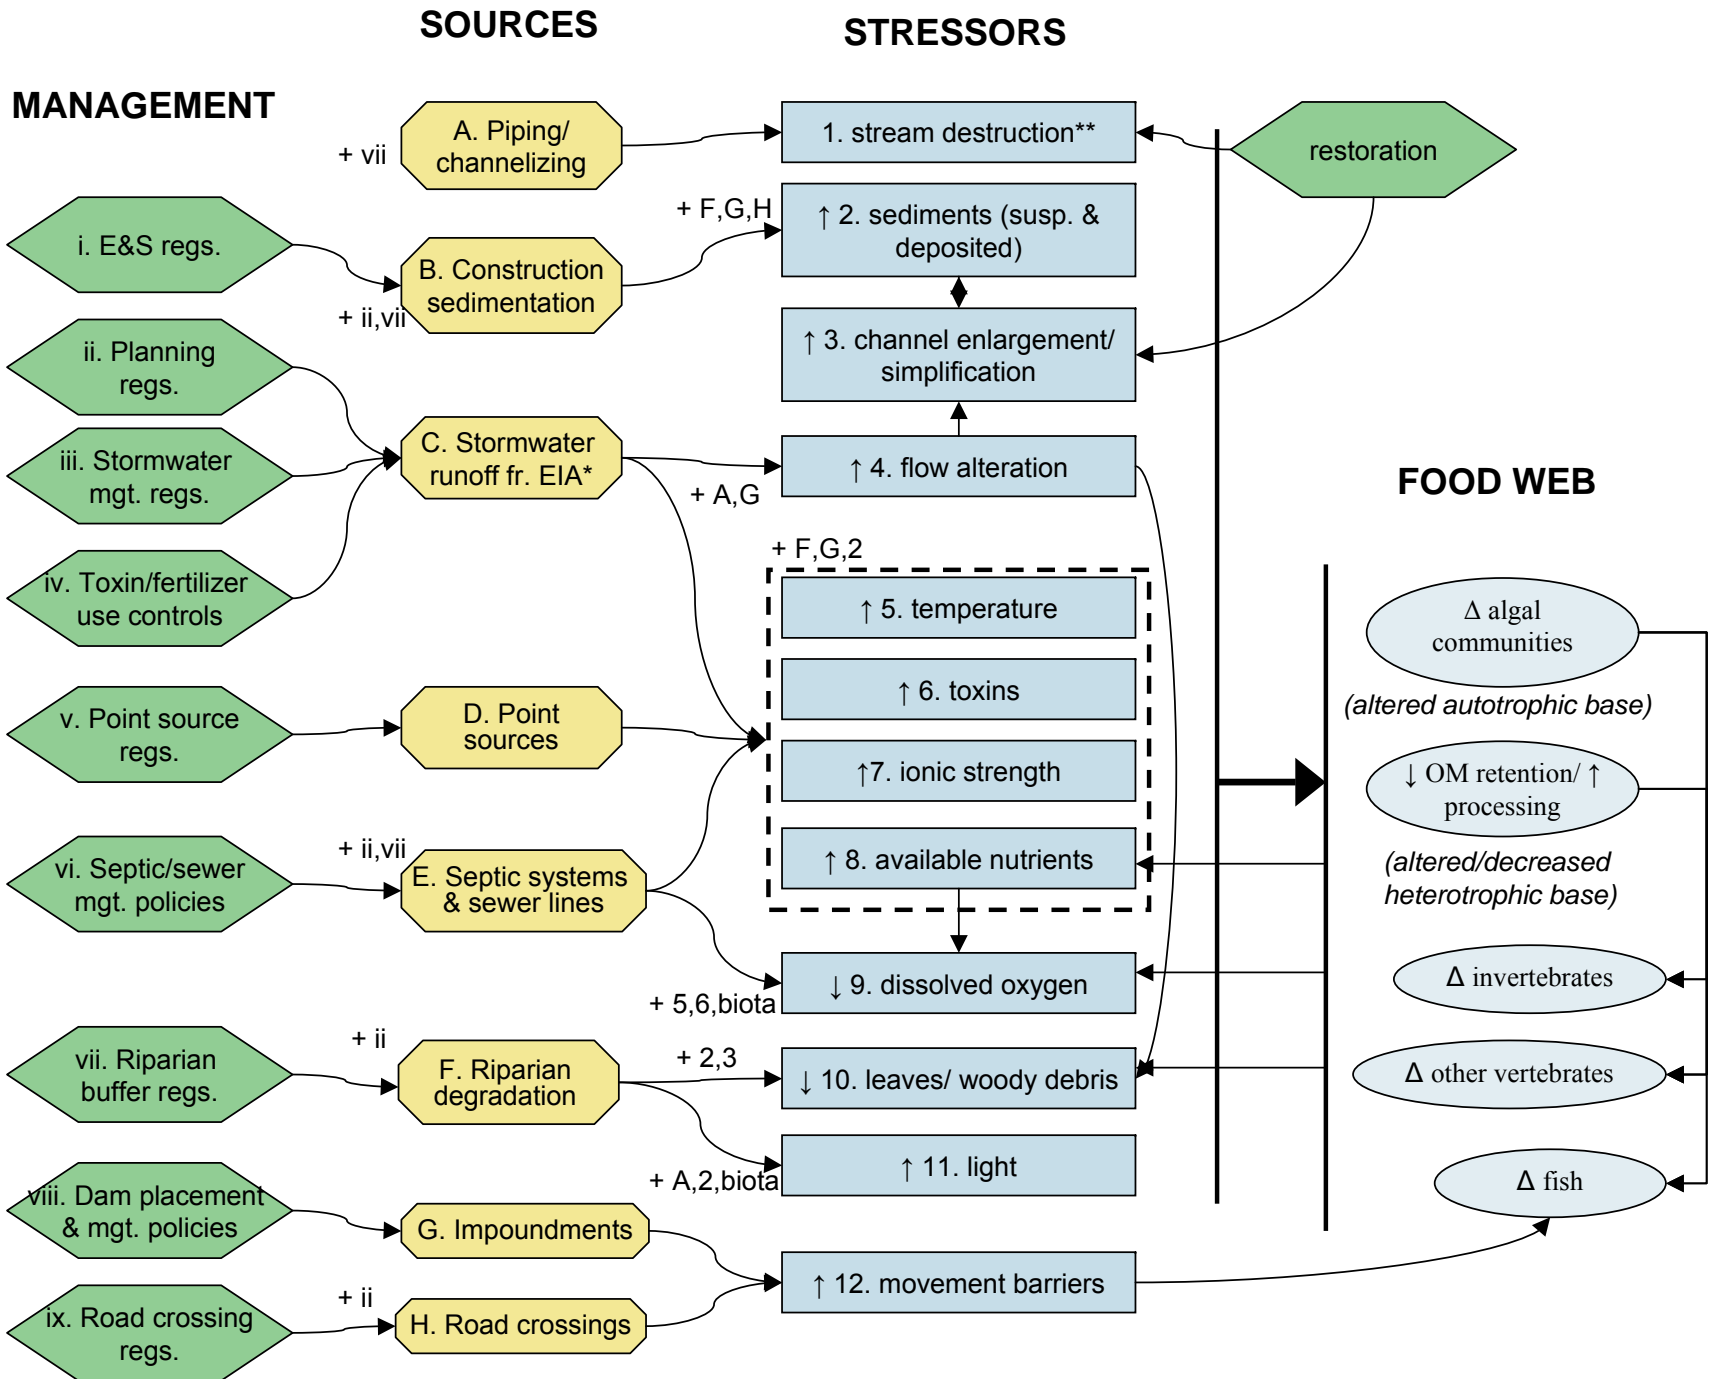 SOURCES
STRESSORS
MANAGEMENT
A. Piping/
channelizing
+ vii
1. stream destruction**
restoration
+ F,G,H
↑ 2. sediments (susp. &
deposited)
i. E&S regs.
B. Construction
sedimentation
+ ii,vii
ii. Planning
regs.
↑ 3. channel enlargement/
simplification
iii. Stormwater
mgt. regs.
C. Stormwater
runoff fr. EIA*
+ A,G
↑ 4. flow alteration
FOOD WEB
iv. Toxin/fertilizer
use controls
+ F,G,2
↑ 5. temperature
Δ algal
communities
(altered autotrophic base)
↑ 6. toxins
v. Point source
regs.
D. Point
sources
↑7. ionic strength
↓ OM retention/ ↑
processing
(altered/decreased
heterotrophic base)
+ ii,vii
vi. Septic/sewer
mgt. policies
E. Septic systems
& sewer lines
↑ 8. available nutrients
↓ 9. dissolved oxygen
+ 5,6,biota
Δ invertebrates
+ ii
vii. Riparian
buffer regs.
F. Riparian
degradation
+ 2,3
↓ 10. leaves/ woody debris
Δ other vertebrates
↑ 11. light
+ A,2,biota
Δ fish
viii. Dam placement
& mgt. policies
G. Impoundments
↑ 12. movement barriers
+ ii
ix. Road crossing
regs.
H. Road crossings